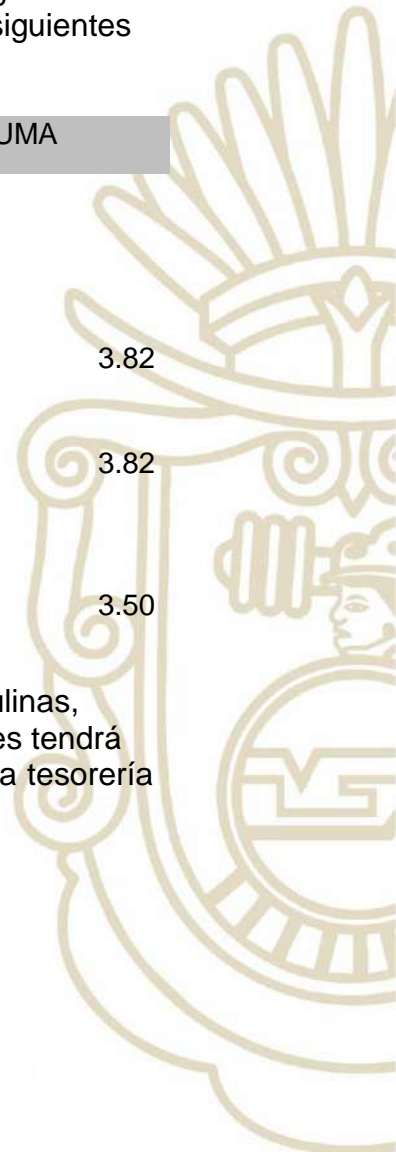 siguientes
UMA
3.82
3.82
3.50
ulinas,
es tendrá
a tesorería